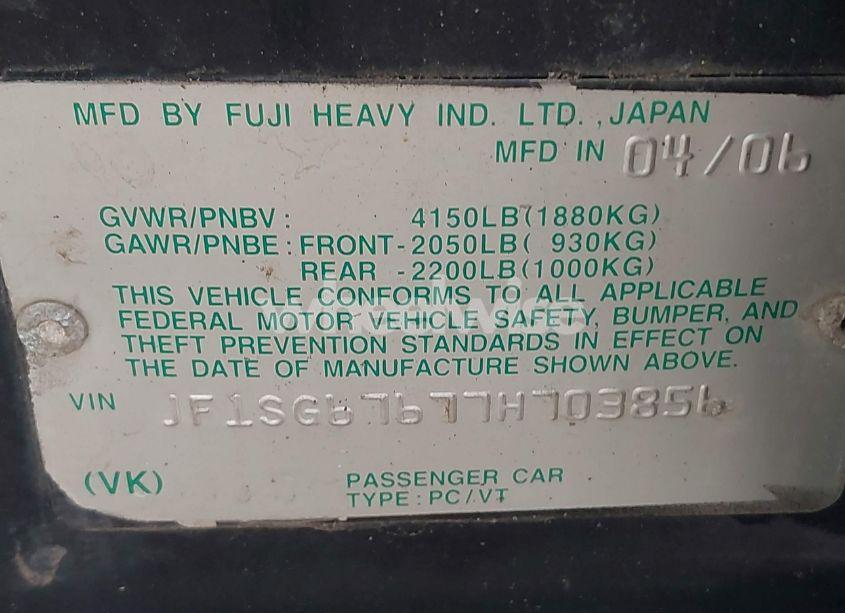 MFD BY FUJI HEAVY IND. LTD., JAPAN
MFD IN 04/06
GVWR/PNBV: 4150LB(1880KG)
GAWR/PNBE: FRONT-2050LB( 930KG)
REAR -2200LB(1000KG)
THIS VEHICLE CONFORMS TO ALL APPLICABLE
FEDERAL MOTOR VEHICLE SAFETY, BUMPER, AND
THEFT PREVENTION STANDARDS IN EFFECT ON
THE DATE OF MANUFACTURE SHOWN ABOVE.
VIN JF1SG67677H703856
(VK) PASSENGER CAR
TYPE: PC/VT